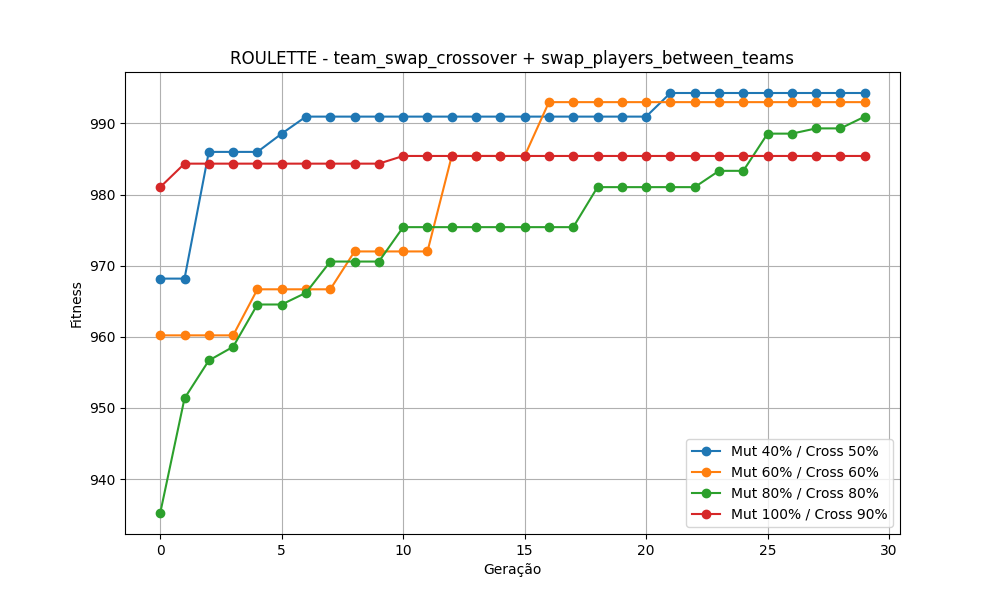 ROULETTE - team_swap_crossover + swap_players_between_teams
Fitness
990
980
970
960
950
940
0 5 10 15 20 25 30
Geração
Mut 40% / Cross 50%
Mut 60% / Cross 60%
Mut 80% / Cross 80%
Mut 100% / Cross 90%